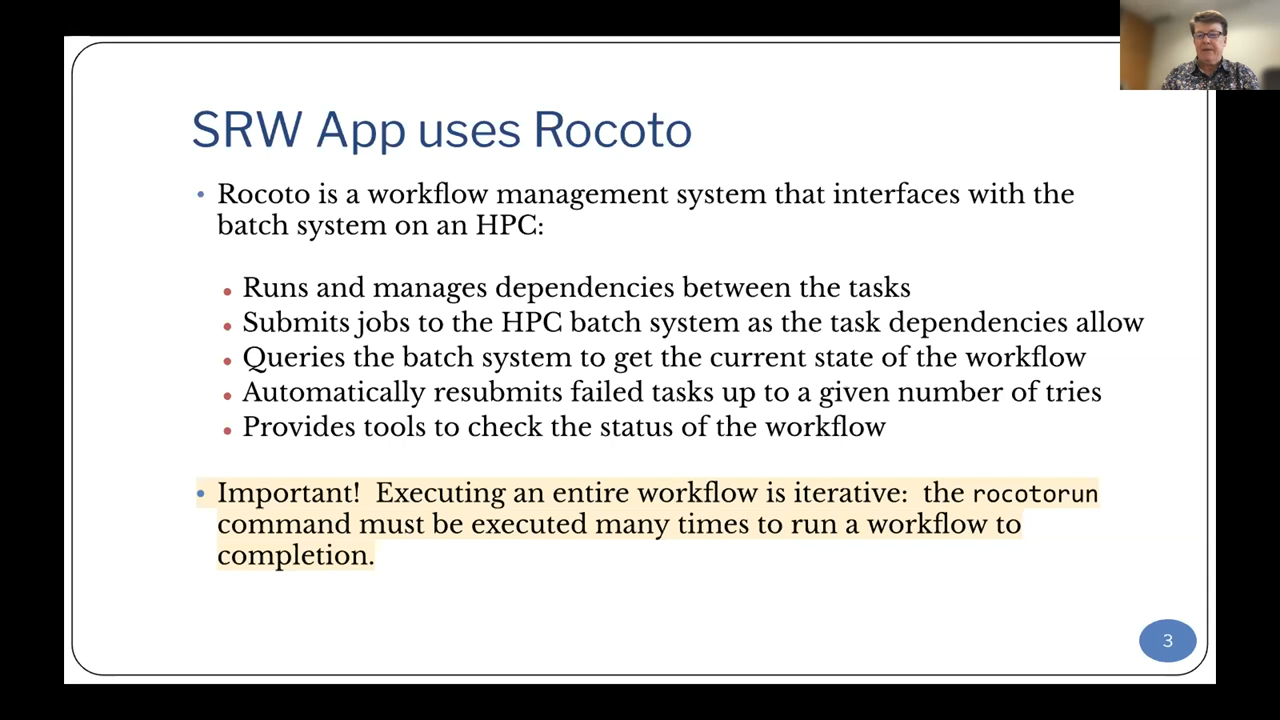 SRW App uses Rocoto
• Rocoto is a workflow management system that interfaces with the
batch system on an HPC:
• Runs and manages dependencies between the tasks
• Submits jobs to the HPC batch system as the task dependencies allow
• Queries the batch system to get the current state of the workflow
• Automatically resubmits failed tasks up to a given number of tries
• Provides tools to check the status of the workflow
• Important!  Executing an entire workflow is iterative:  the rocotorun
command must be executed many times to run a workflow to
completion.
3